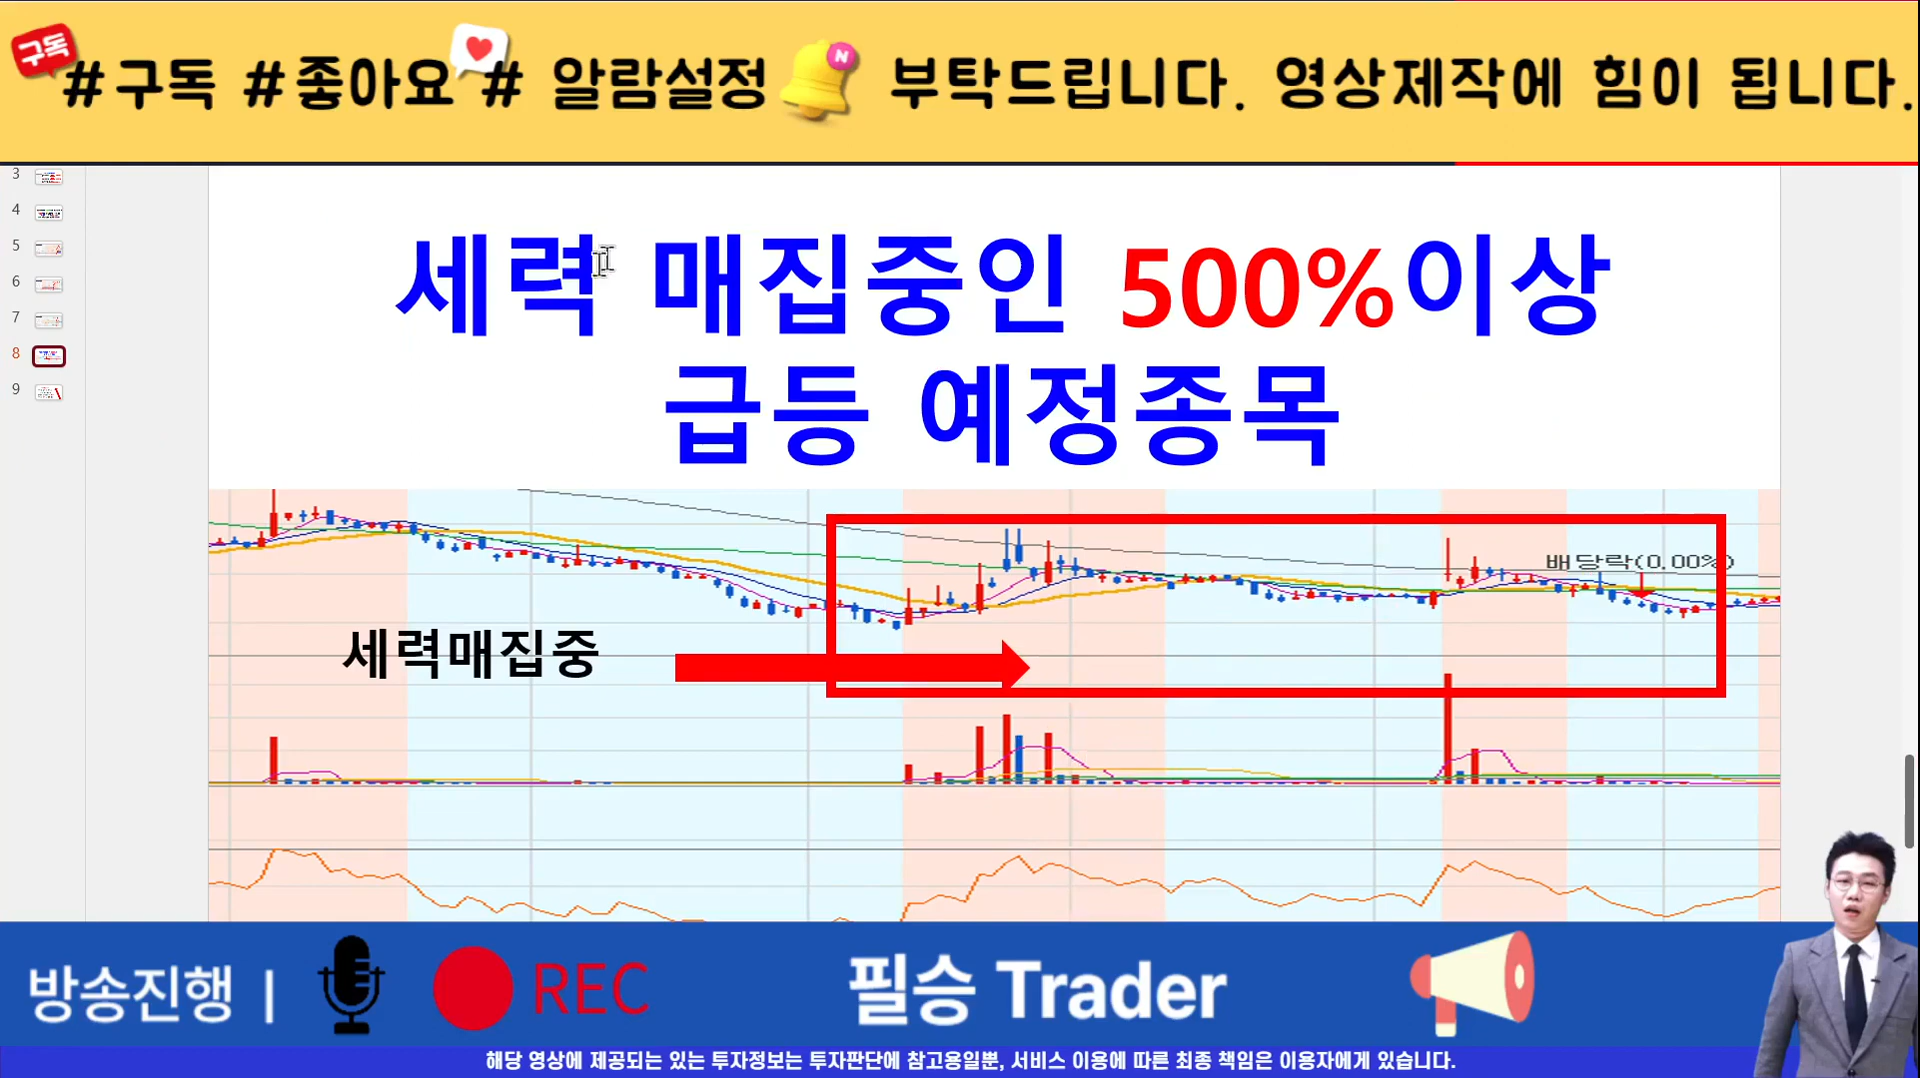 구독
#구독 #좋아요 # 알람설정 N 부탁드립니다. 영상제작에 힘이 됩니다.
3
4
5
6
7
8
9
세력 매집중인 500%이상
급등 예정종목
배당락(0.00%)
세력매집중
방송진행 | REC 필승 Trader
해당 영상에 제공되는 있는 투자정보는 투자판단에 참고용일뿐, 서비스 이용에 따른 최종 책임은 이용자에게 있습니다.